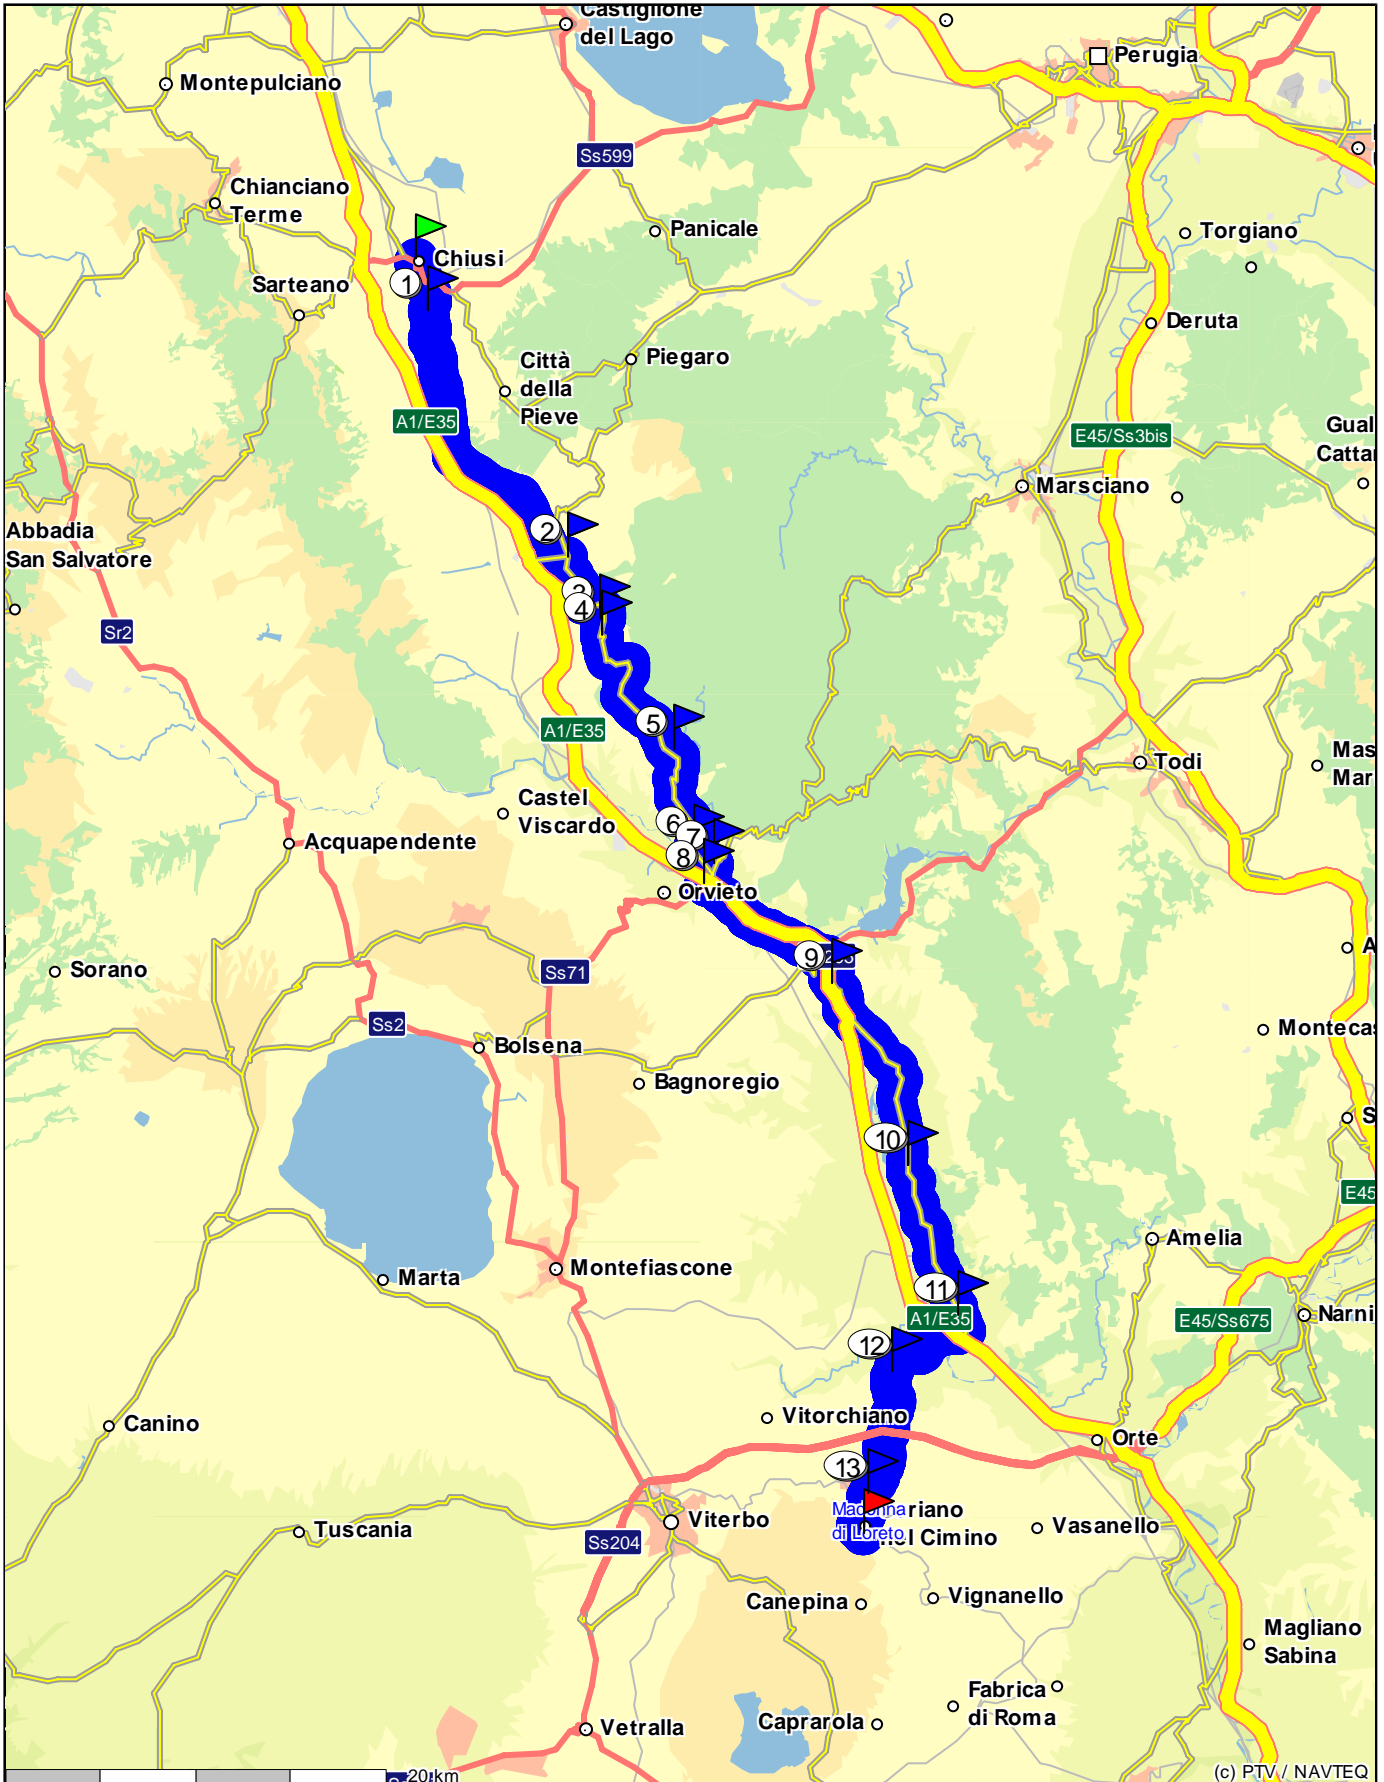 Castiglione
del Lago
Perugia
Montepulciano
Ss599
Chianciano
Terme
Panicale
Torgiano
Chiusi
1
Sarteano
Deruta
Città
della
Pieve
Piegaro
A1/E35
E45/Ss3bis
Gual
Catta
Marsciano
2
Abbadia
San Salvatore
3
4
Sr2
5
A1/E35
Mas
Mar
Todi
Castel
Viscardo
6
7
8
Acquapendente
Orvieto
9
A
Sorano
Ss71
Ss2
Montecas
Bolsena
Bagnoregio
S
10
E45
Amelia
Montefiascone
Marta
11
A1/E35
E45/Ss675
Narni
12
Canino
Vitorchiano
Orte
13
Madonna
di Loreto
riano
nel Cimino
Viterbo
Vasanello
Tuscania
Ss204
Canepina
Vignanello
Magliano
Sabina
Fabrica
di Roma
Caprarola
Vetralla
20 km
(c) PTV / NAVTEQ